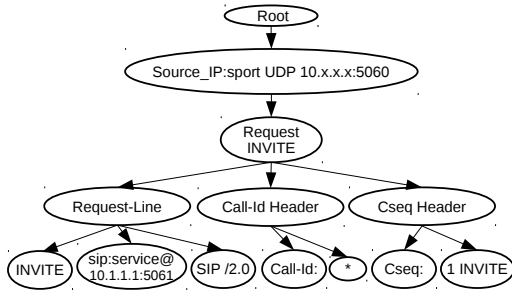 Root
Source_IP:sport UDP 10.x.x.x:5060
Request
INVITE
Request-Line
Call-Id Header
Cseq Header
INVITE
sip:service@
10.1.1.1:5061
SIP /2.0
Call-Id:
*
Cseq:
1 INVITE